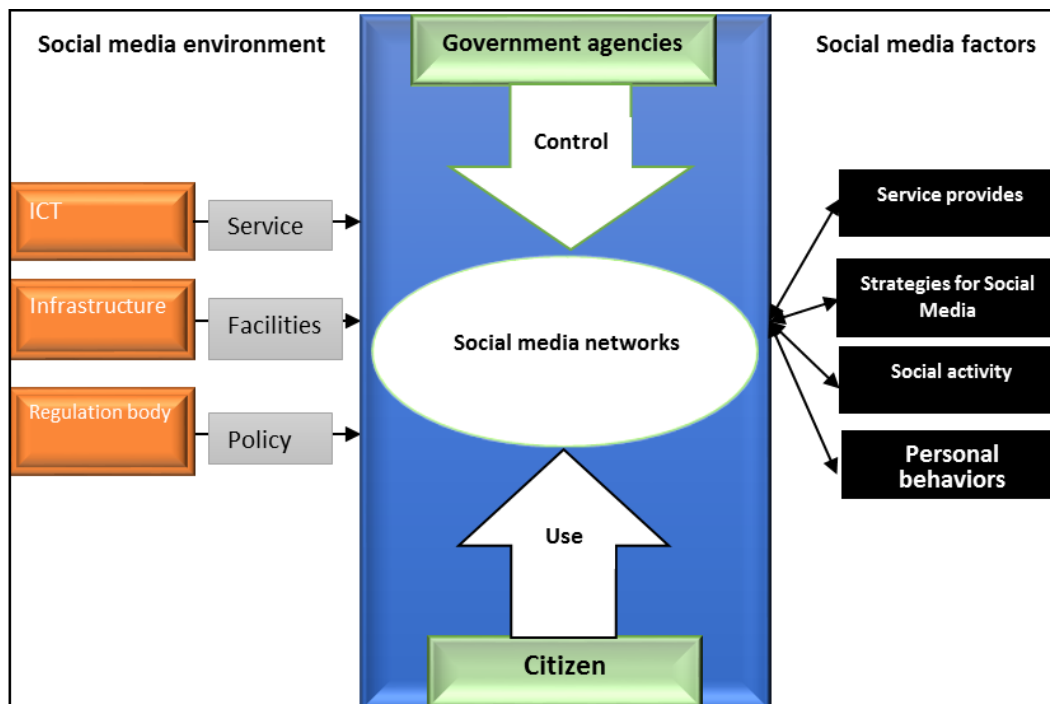 Social media environment
Government agencies
Social media factors
Control
ICT
Service
Infrastructure
Facilities
Regulation body
Policy
Social media networks
Service provides
Strategies for Social
Media
Social activity
Personal
behaviors
Use
Citizen